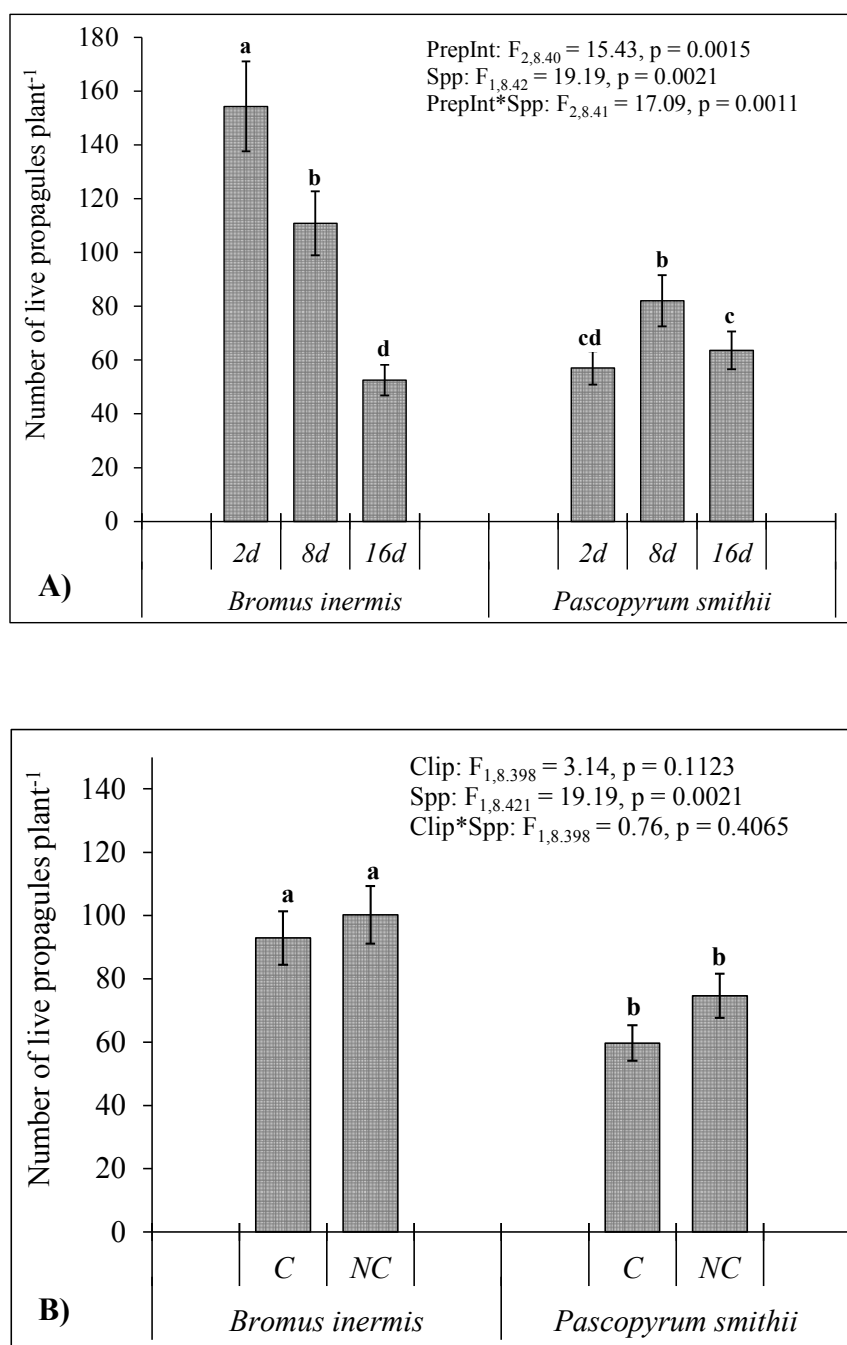 180
160
140
120
100
80
60
40
20
0
Number of live propagules plant-1
PrepInt: F2,8.40 = 15.43, p = 0.0015
Spp: F1,8.42 = 19.19, p = 0.0021
PrepInt*Spp: F2,8.41 = 17.09, p = 0.0011
a
b
d
cd
b
c
2d 8d 16d 2d 8d 16d
A)
Bromus inermis Pascopyrum smithii
140
120
100
80
60
40
20
0
Number of live propagules plant-1
Clip: F1,8.398 = 3.14, p = 0.1123
Spp: F1,8.421 = 19.19, p = 0.0021
Clip*Spp: F1,8.398 = 0.76, p = 0.4065
a
a
b
b
C NC C NC
B)
Bromus inermis Pascopyrum smithii